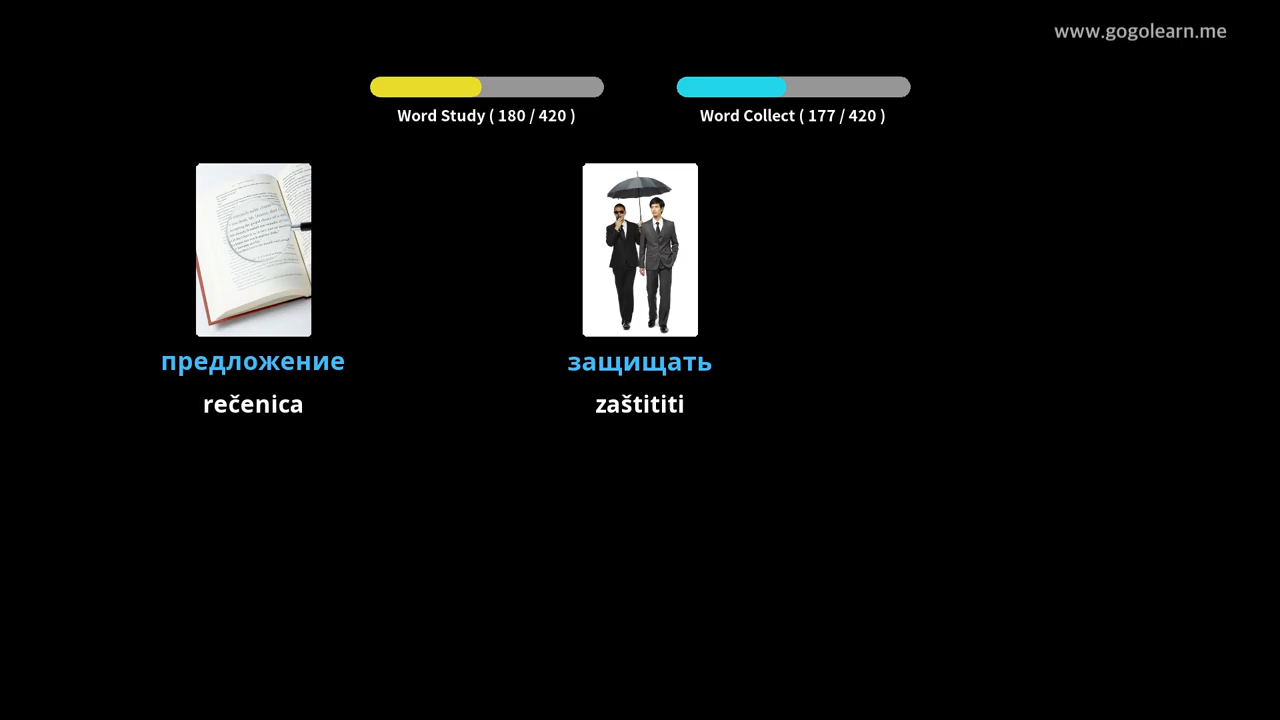 www.gogolearn.me
Word Study ( 180 / 420 )
Word Collect ( 177 / 420 )
предложение
rečenica
защищать
zaštititi